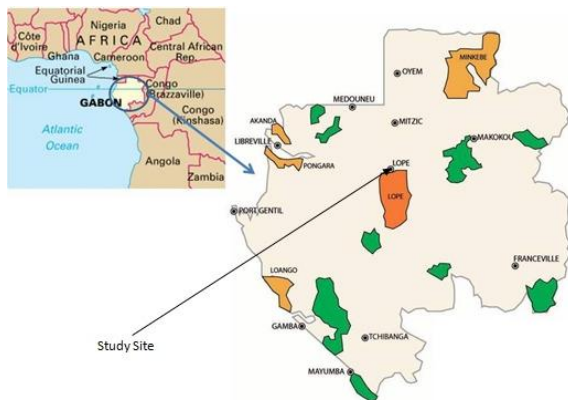 Nigeria
Chad
Côte
d'Ivoire
AFRICA
Ghana
Cameroon
Central African
Rep.
Equatorial
Guinea
Equator
Congo
(Brazzaville)
GABON
Congo
(Kinshasa)
Atlantic
Ocean
Angola
Zambia
MINKEBE
OYEM
MEDOUNEU
MITZIC
AKANDA
LIBREVILLE
MAKOKOU
PONGARA
LOPE
LOPE
PORT GENTIL
FRANCEVILLE
LOANGO
GAMBA
TCHIBANGA
MAYUMBA
Study Site